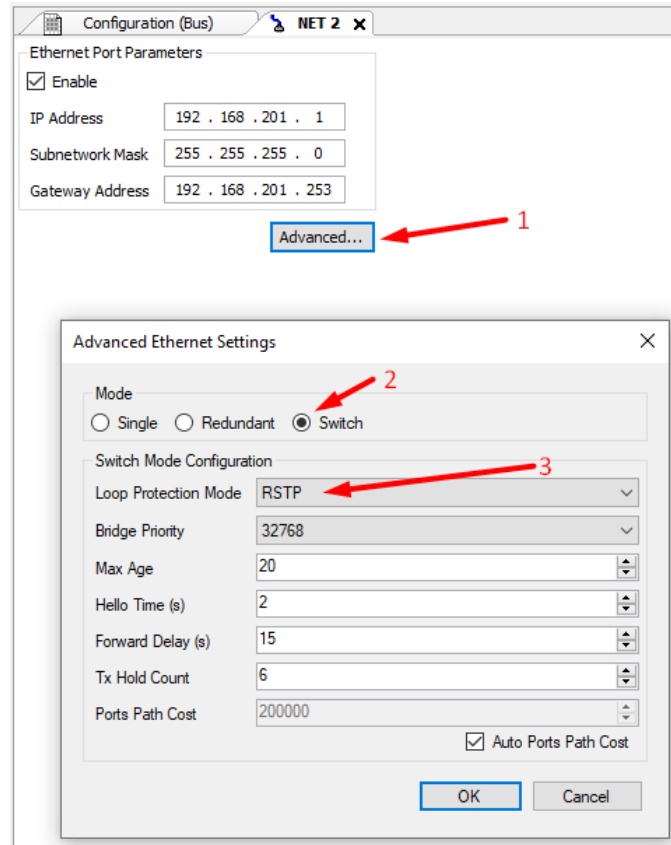 Configuration (Bus) NET 2 x
Ethernet Port Parameters
Enable
IP Address 192 . 168 . 201 . 1
Subnetwork Mask 255 . 255 . 255 . 0
Gateway Address 192 . 168 . 201 . 253
Advanced... 1
Advanced Ethernet Settings
2
Mode
Single Redundant Switch
Switch Mode Configuration
3
Loop Protection Mode RSTP
Bridge Priority 32768
Max Age 20
Hello Time (s) 2
Forward Delay (s) 15
Tx Hold Count 6
Ports Path Cost 200000
Auto Ports Path Cost
OK Cancel